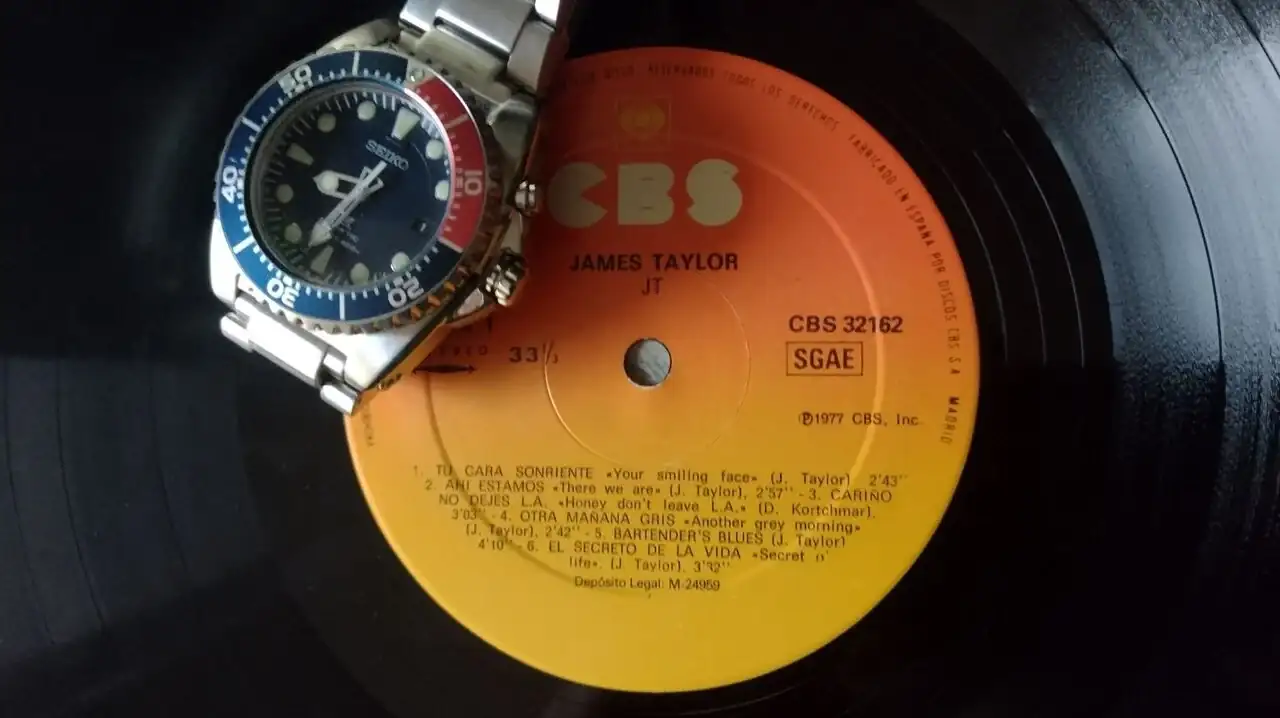 50
40
30
20
10
SEIKO
RESERVADOS TODOS LOS DERECHOS. FABRICADO EN ESPAÑA POR DISCOS CBS S.A. MADRID
CBS
JAMES TAYLOR
JT
CBS 32162
33⅓
SGAE
℗1977 CBS, Inc.
1. TU CARA SONRIENTE «Your smiling face» (J. Taylor) 2'43''
2. AHI ESTAMOS «There we are» (J. Taylor), 2'57'' - 3. CARIÑO
NO DEJES L.A. «Honey don't leave L.A.» (D. Kortchmar).
3'03'' - 4. OTRA MAÑANA GRIS «Another grey morning»
(J. Taylor), 2'42'' - 5. BARTENDER'S BLUES (J. Taylor)
4'10'' - 6. EL SECRETO DE LA VIDA «Secret o'
life». (J. Taylor), 3'32''
Depósito Legal: M-24959